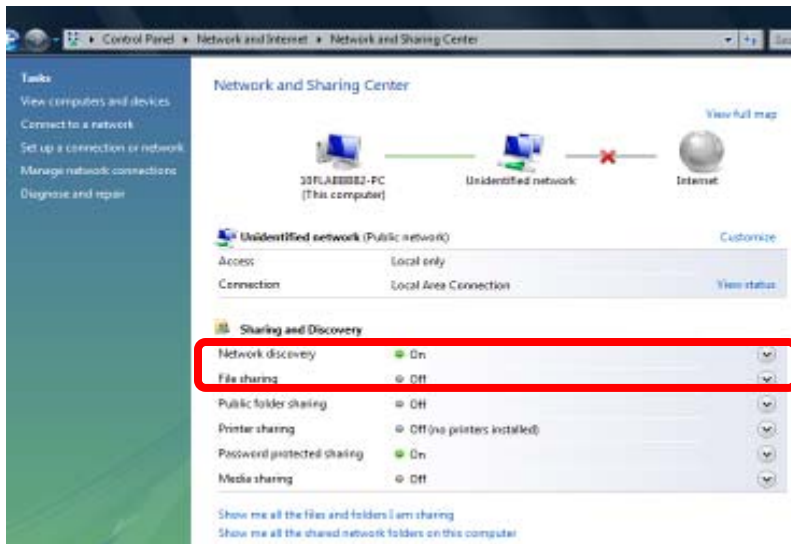 Control Panel ▸ Network and Internet ▸ Network and Sharing Center
Tasks
View computers and devices
Connect to a network
Set up a connection or network
Manage network connections
Diagnose and repair
Network and Sharing Center
View full map
(This computer)
Unidentified network
Internet
Unidentified network (Public network)
Customize
Access Local only
Connection Local Area Connection View status
Sharing and Discovery
Network discovery On
File sharing Off
Public folder sharing Off
Printer sharing Off (no printers installed)
Password protected sharing On
Media sharing Off
Show me all the files and folders I am sharing
Show me all the shared network folders on this computer